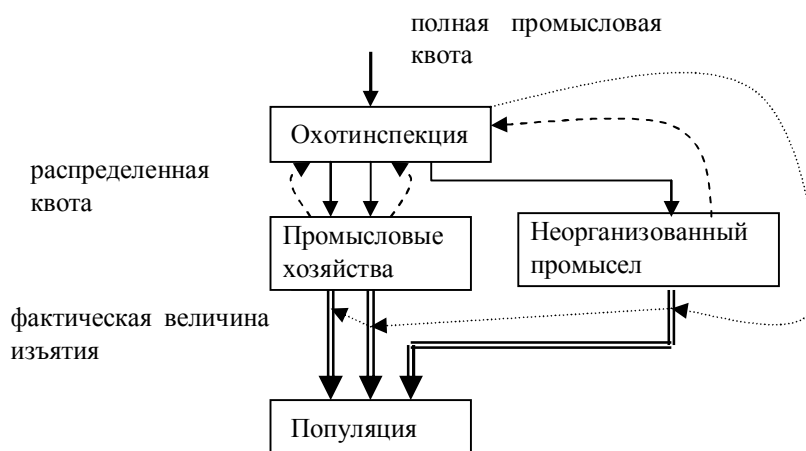 полная промысловая
квота
Охотинспекция
распределенная
квота
Промысловые
хозяйства
Неорганизованный
промысел
фактическая величина
изъятия
Популяция